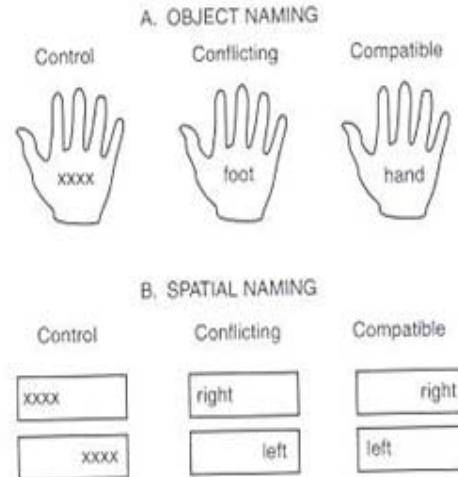 A. OBJECT NAMING
Control Conflicting Compatible
xxxx foot hand
B. SPATIAL NAMING
Control Conflicting Compatible
xxxx right right
xxxx left left